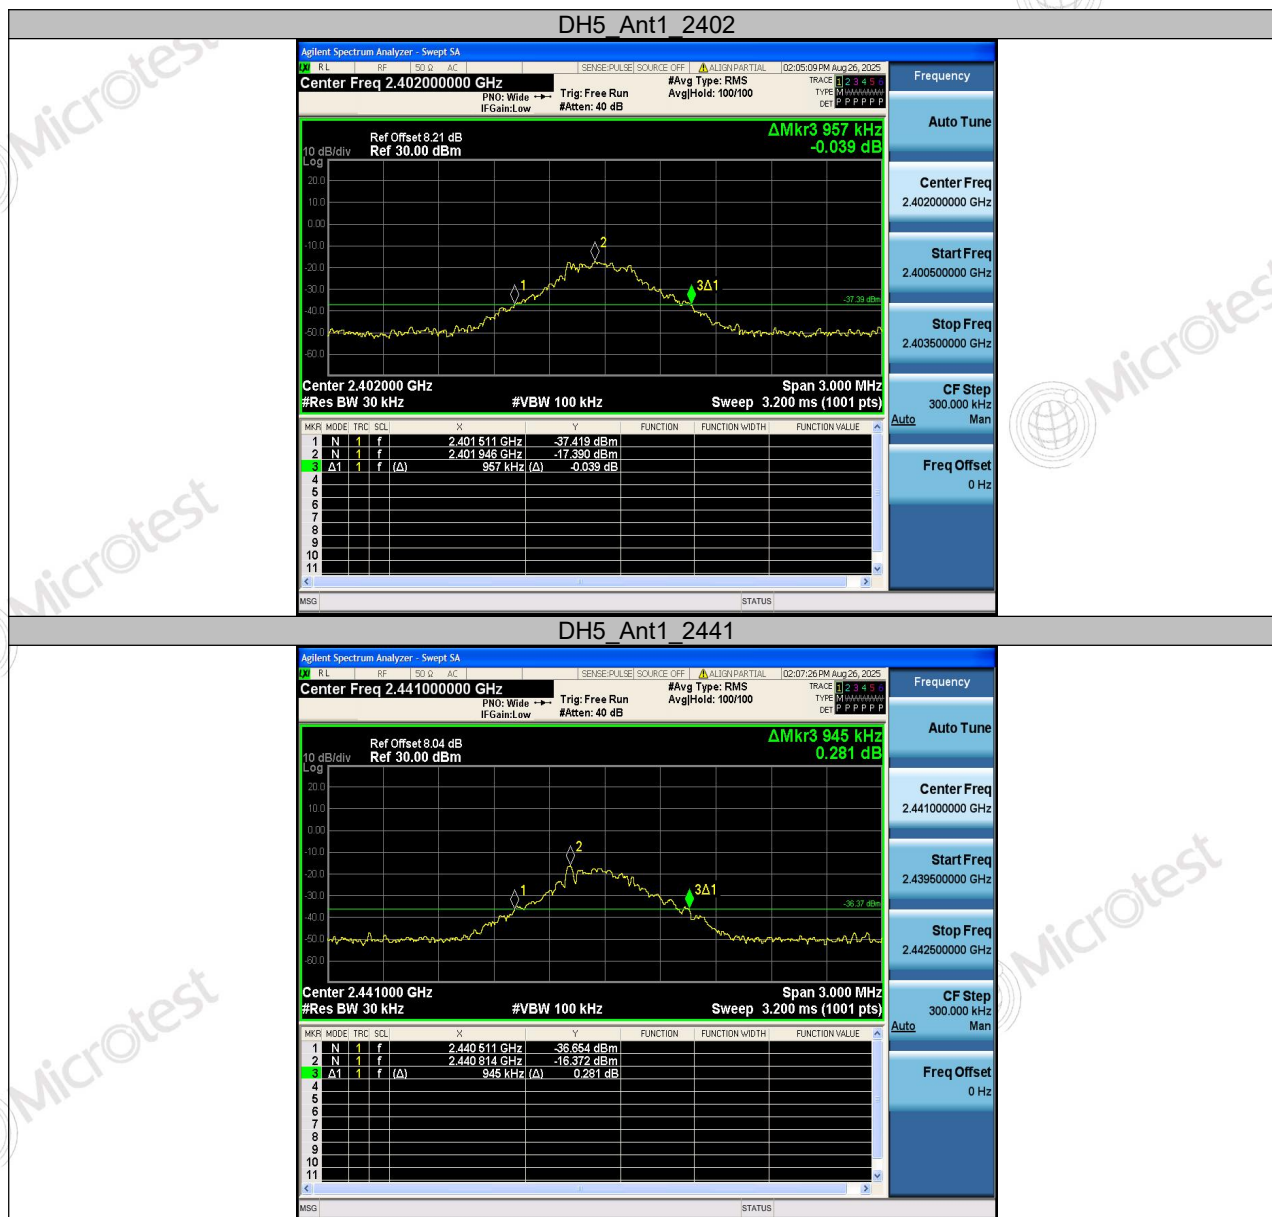 DH5_Ant1_2402
Agilent Spectrum Analyzer - Swept SA
RL RF 50 Ω AC SENSE:PULSE SOURCE OFF ALIGN PARTIAL 02:05:09 PM Aug 26, 2025
Center Freq 2.402000000 GHz
PNO: Wide
IFGain:Low
Trig: Free Run
#Atten: 40 dB
#Avg Type: RMS
Avg|Hold: 100/100
TRACE 1 2 3 4 5 6
TYPE M
DET P P P P P P
ΔMkr3 957 kHz
-0.039 dB
Ref Offset 8.21 dB
10 dB/div Ref 30.00 dBm
Log
20.0
10.0
0.00
-10.0
-20.0
-30.0
-40.0
-50.0
-60.0
1
2
3Δ1
-37.39 dBm
Center 2.402000 GHz Span 3.000 MHz
#Res BW 30 kHz #VBW 100 kHz Sweep 3.200 ms (1001 pts)
MKR MODE TRC SCL X Y FUNCTION FUNCTION WIDTH FUNCTION VALUE
1 N 1 f 2.401 511 GHz -37.419 dBm
2 N 1 f 2.401 946 GHz -17.390 dBm
3 Δ1 1 f (Δ) 957 kHz (Δ) -0.039 dB
4
5
6
7
8
9
10
11
MSG STATUS
Frequency
Auto Tune
Center Freq
2.402000000 GHz
Start Freq
2.400500000 GHz
Stop Freq
2.403500000 GHz
CF Step
300.000 kHz
Auto Man
Freq Offset
0 Hz
DH5_Ant1_2441
Agilent Spectrum Analyzer - Swept SA
RL RF 50 Ω AC SENSE:PULSE SOURCE OFF ALIGN PARTIAL 02:07:26 PM Aug 26, 2025
Center Freq 2.441000000 GHz
PNO: Wide
IFGain:Low
Trig: Free Run
#Atten: 40 dB
#Avg Type: RMS
Avg|Hold: 100/100
TRACE 1 2 3 4 5 6
TYPE M
DET P P P P P P
ΔMkr3 945 kHz
0.281 dB
Ref Offset 8.04 dB
10 dB/div Ref 30.00 dBm
Log
20.0
10.0
0.00
-10.0
-20.0
-30.0
-40.0
-50.0
-60.0
1
2
3Δ1
-36.37 dBm
Center 2.441000 GHz Span 3.000 MHz
#Res BW 30 kHz #VBW 100 kHz Sweep 3.200 ms (1001 pts)
MKR MODE TRC SCL X Y FUNCTION FUNCTION WIDTH FUNCTION VALUE
1 N 1 f 2.440 511 GHz -36.654 dBm
2 N 1 f 2.440 814 GHz -16.372 dBm
3 Δ1 1 f (Δ) 945 kHz (Δ) 0.281 dB
4
5
6
7
8
9
10
11
MSG STATUS
Frequency
Auto Tune
Center Freq
2.441000000 GHz
Start Freq
2.439500000 GHz
Stop Freq
2.442500000 GHz
CF Step
300.000 kHz
Auto Man
Freq Offset
0 Hz
Microtest
Microtest
Microtest
Microtest
Microtest